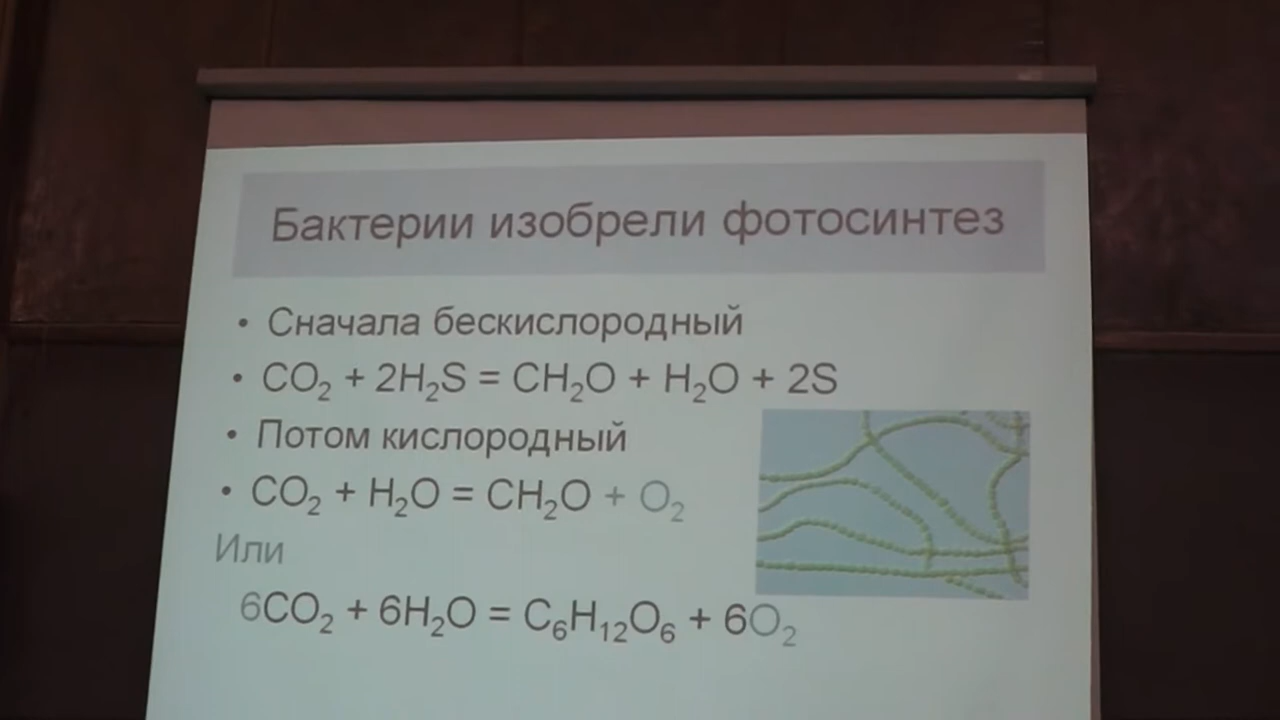 Бактерии изобрели фотосинтез
• Сначала бескислородный
• CO₂ + 2H₂S = CH₂O + H₂O + 2S
• Потом кислородный
• CO₂ + H₂O = CH₂O + O₂
Или
6CO₂ + 6H₂O = C₆H₁₂O₆ + 6O₂